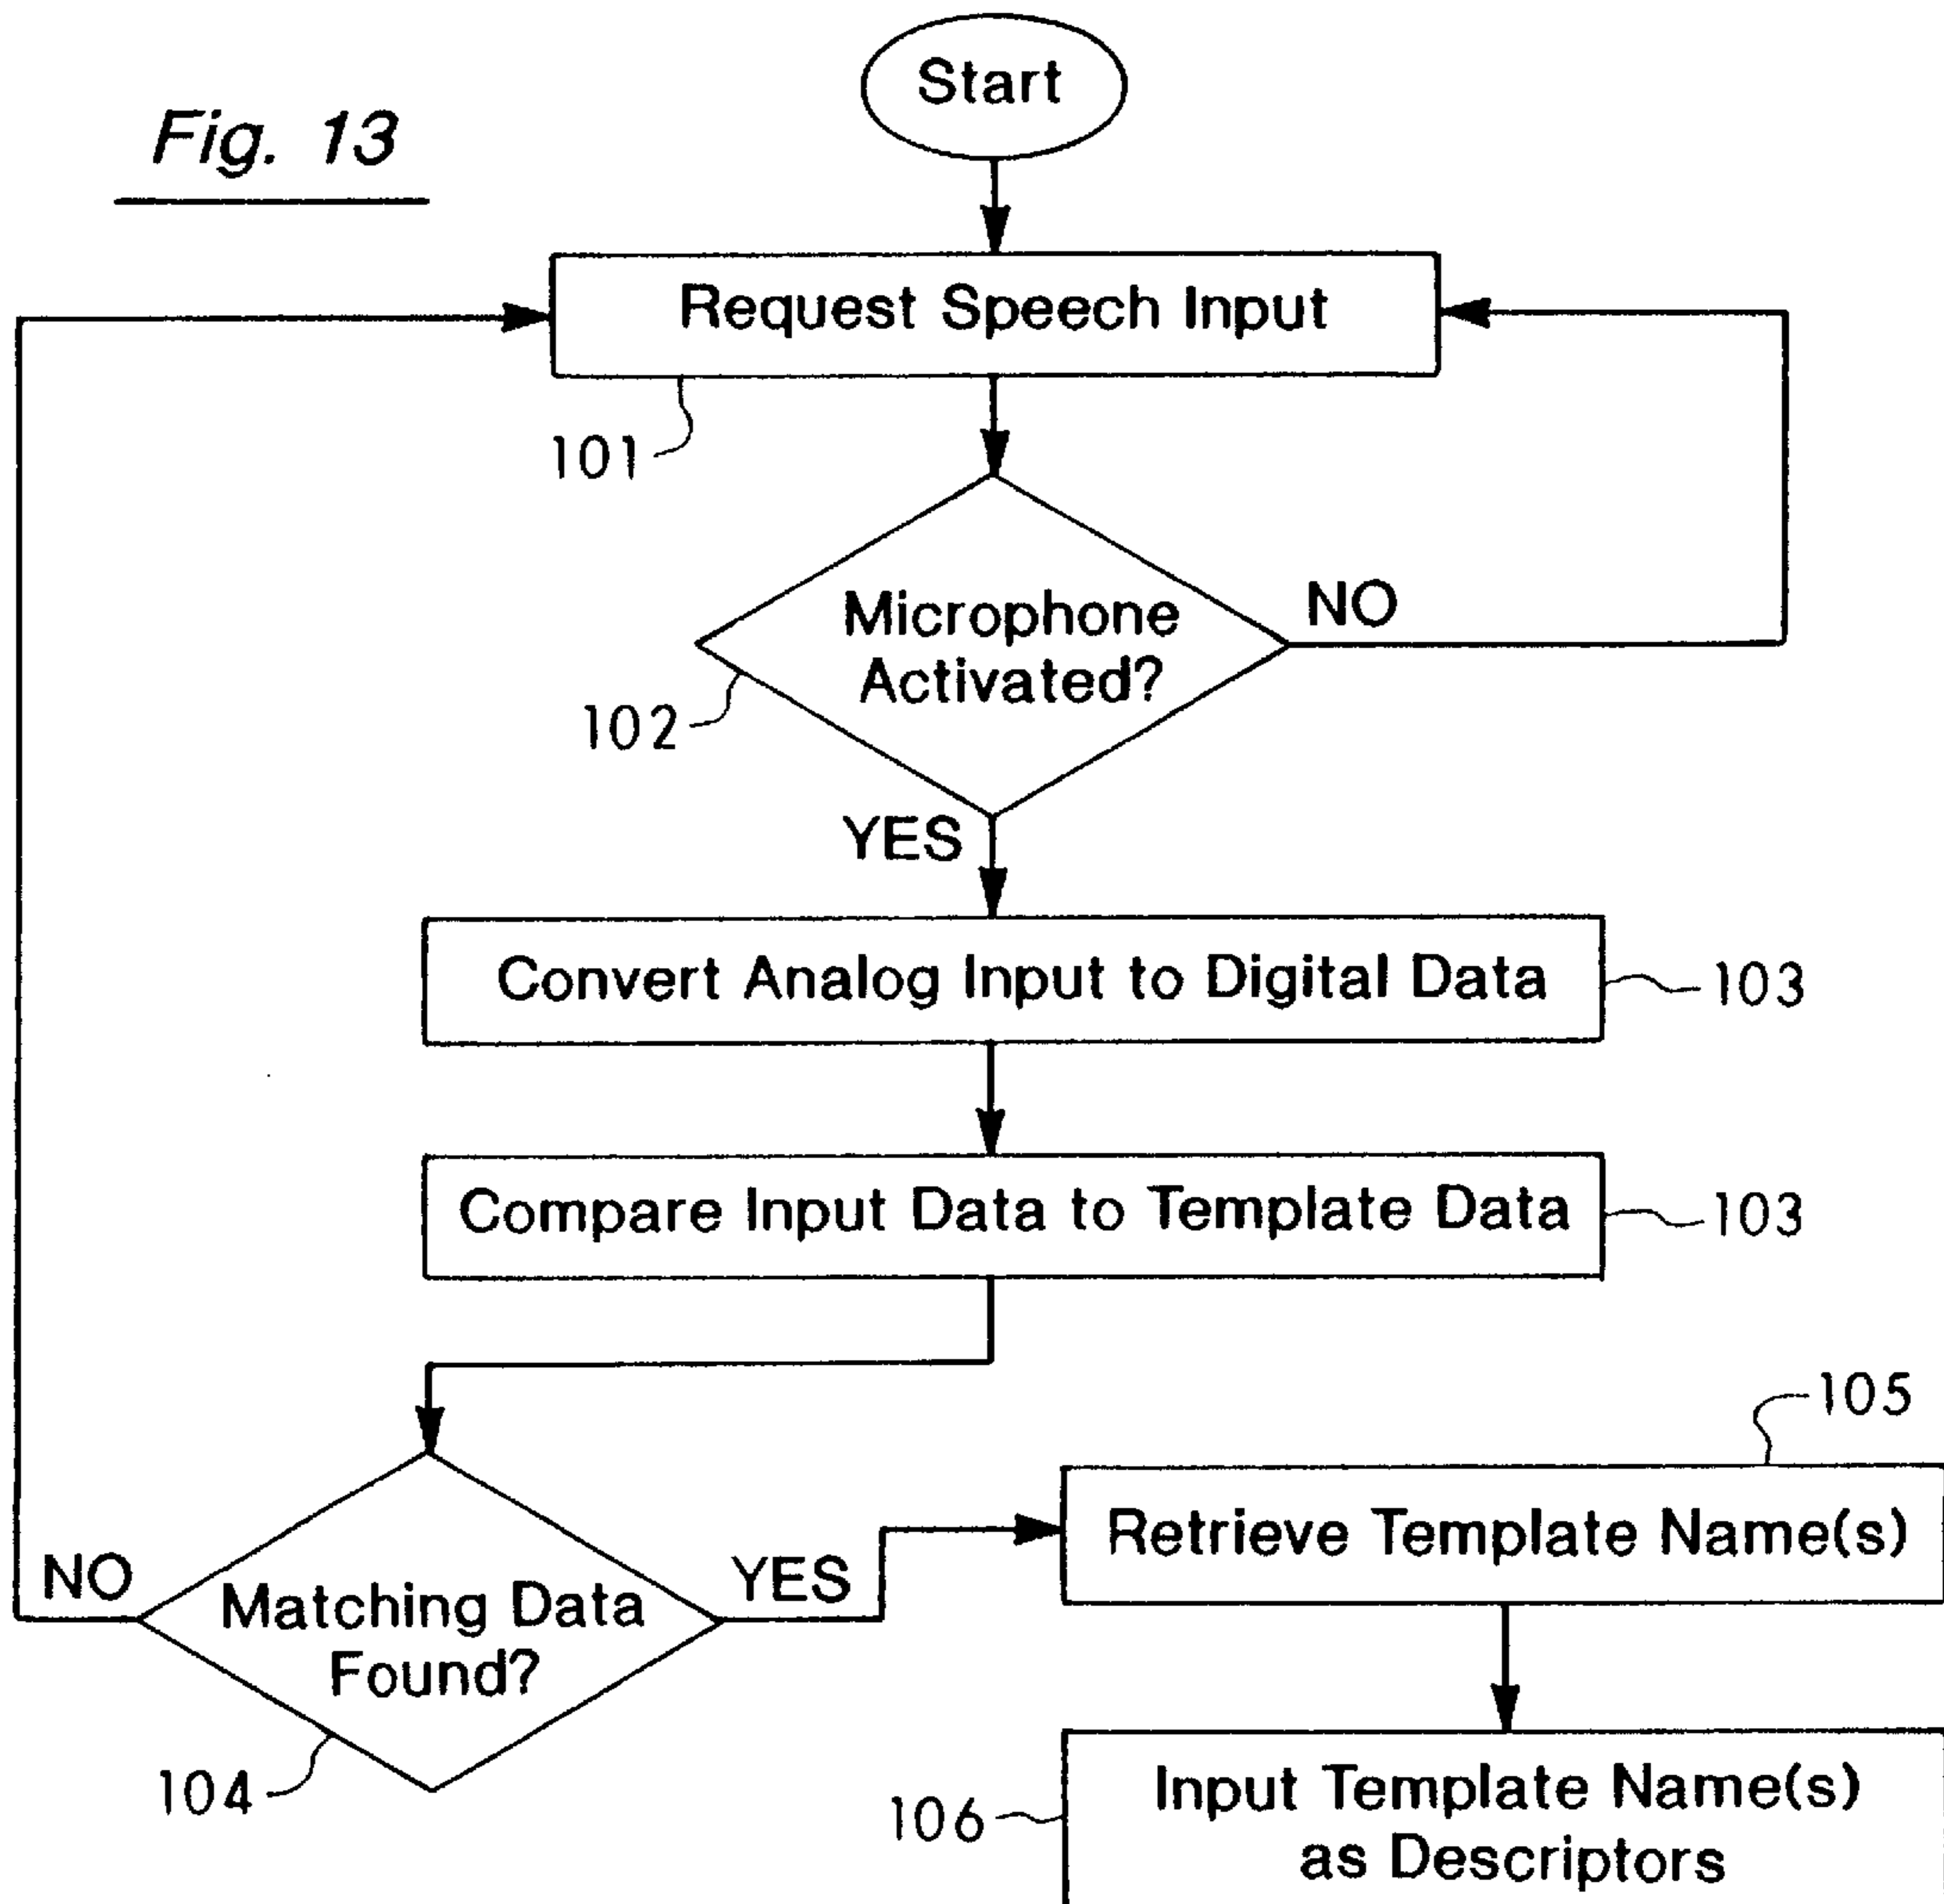 Fig. 13
Start
Request Speech Input
101
Microphone
Activated?
NO
102
YES
Convert Analog Input to Digital Data
103
Compare Input Data to Template Data
103
105
Retrieve Template Name(s)
NO
YES
Matching Data
Found?
104
Input Template Name(s)
as Descriptors
106